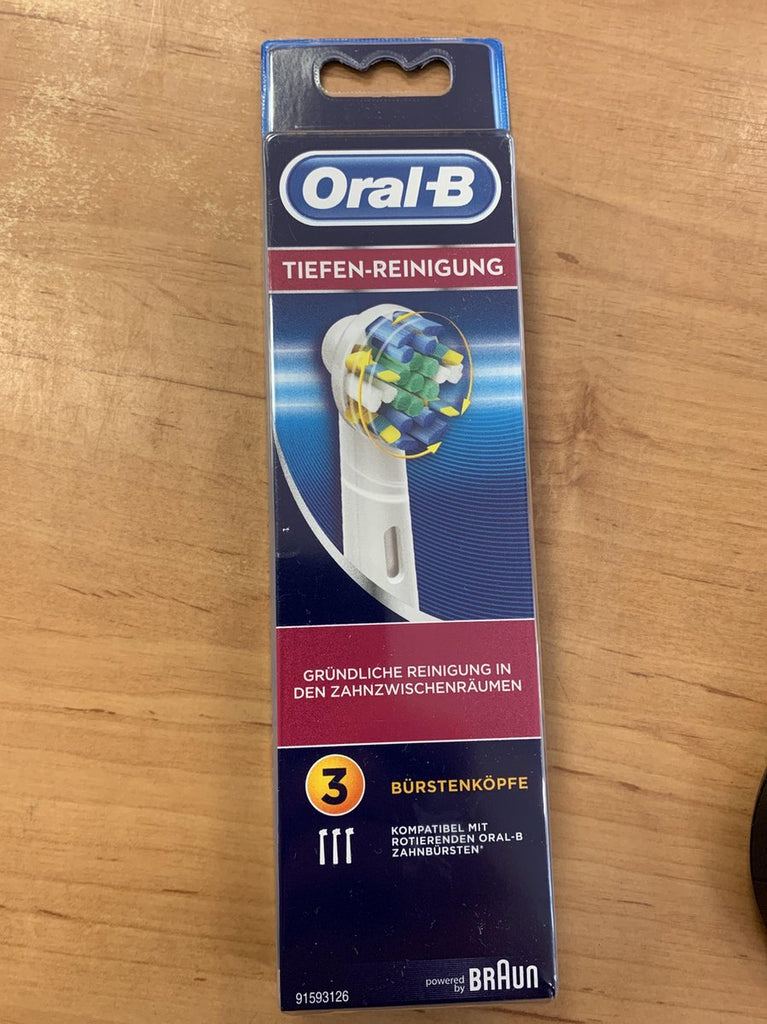 Oral-B
TIEFEN-REINIGUNG
GRÜNDLICHE REINIGUNG IN
DEN ZAHNZWISCHENRÄUMEN
3
BÜRSTENKÖPFE
KOMPATIBEL MIT
ROTIERENDEN ORAL-B
ZAHNBÜRSTEN*
powered
by
BRAUN
91593126